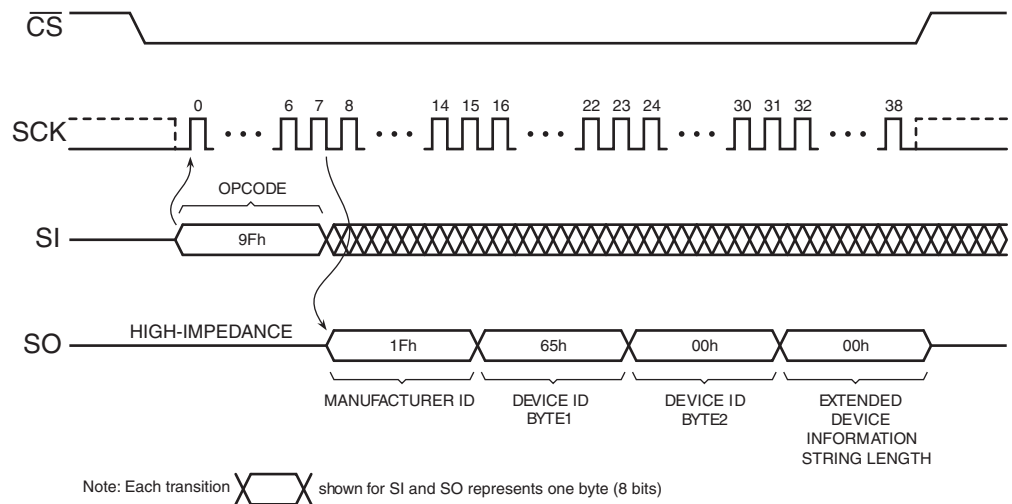 CS
0 6 7 8 14 15 16 22 23 24 30 31 32 38
SCK
OPCODE
SI
9Fh
HIGH-IMPEDANCE
SO
1Fh 65h 00h 00h
MANUFACTURER ID
DEVICE ID
BYTE1
DEVICE ID
BYTE2
EXTENDED
DEVICE
INFORMATION
STRING LENGTH
Note: Each transition shown for SI and SO represents one byte (8 bits)